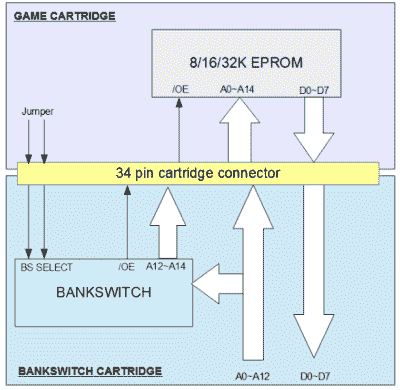 GAME CARTRIDGE
8/16/32K EPROM
/OE A0~A14 D0~D7
Jumper
34 pin cartridge connector
BS SELECT /OE A12~A14
BANKSWITCH
BANKSWITCH CARTRIDGE A0~A12 D0~D7